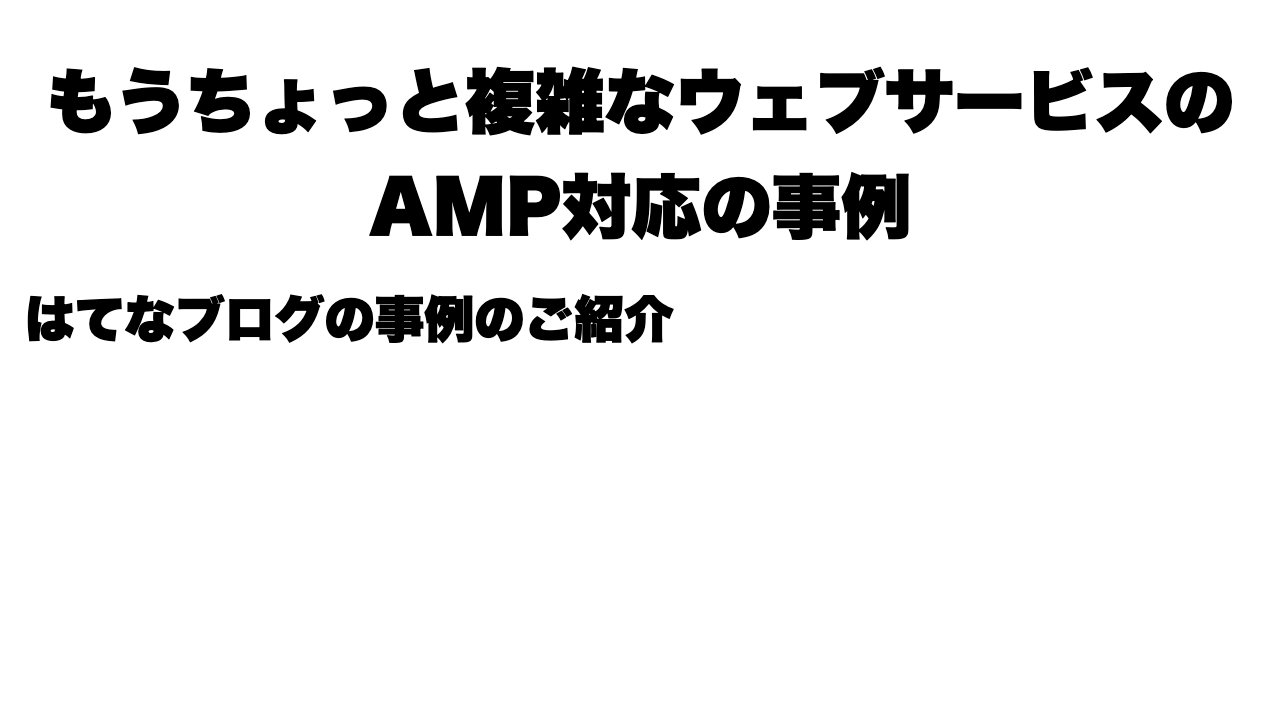 もうちょっと複雑なウェブサービスの
AMP対応の事例
はてなブログの事例のご紹介